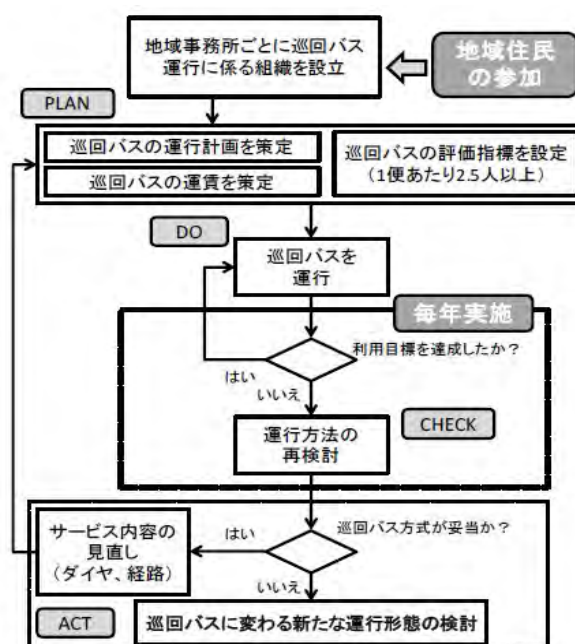 地域事務所ごとに巡回バス
運行に係る組織を設立
地域住民
の参加
PLAN
巡回バスの運行計画を策定
巡回バスの運賃を策定
巡回バスの評価指標を設定
（1便あたり2.5人以上）
DO
巡回バスを
運行
毎年実施
利用目標を達成したか？
はい
いいえ
運行方法の
再検討
CHECK
巡回バス方式が妥当か？
はい
サービス内容の
見直し
（ダイヤ、経路）
いいえ
ACT
巡回バスに変わる新たな運行形態の検討